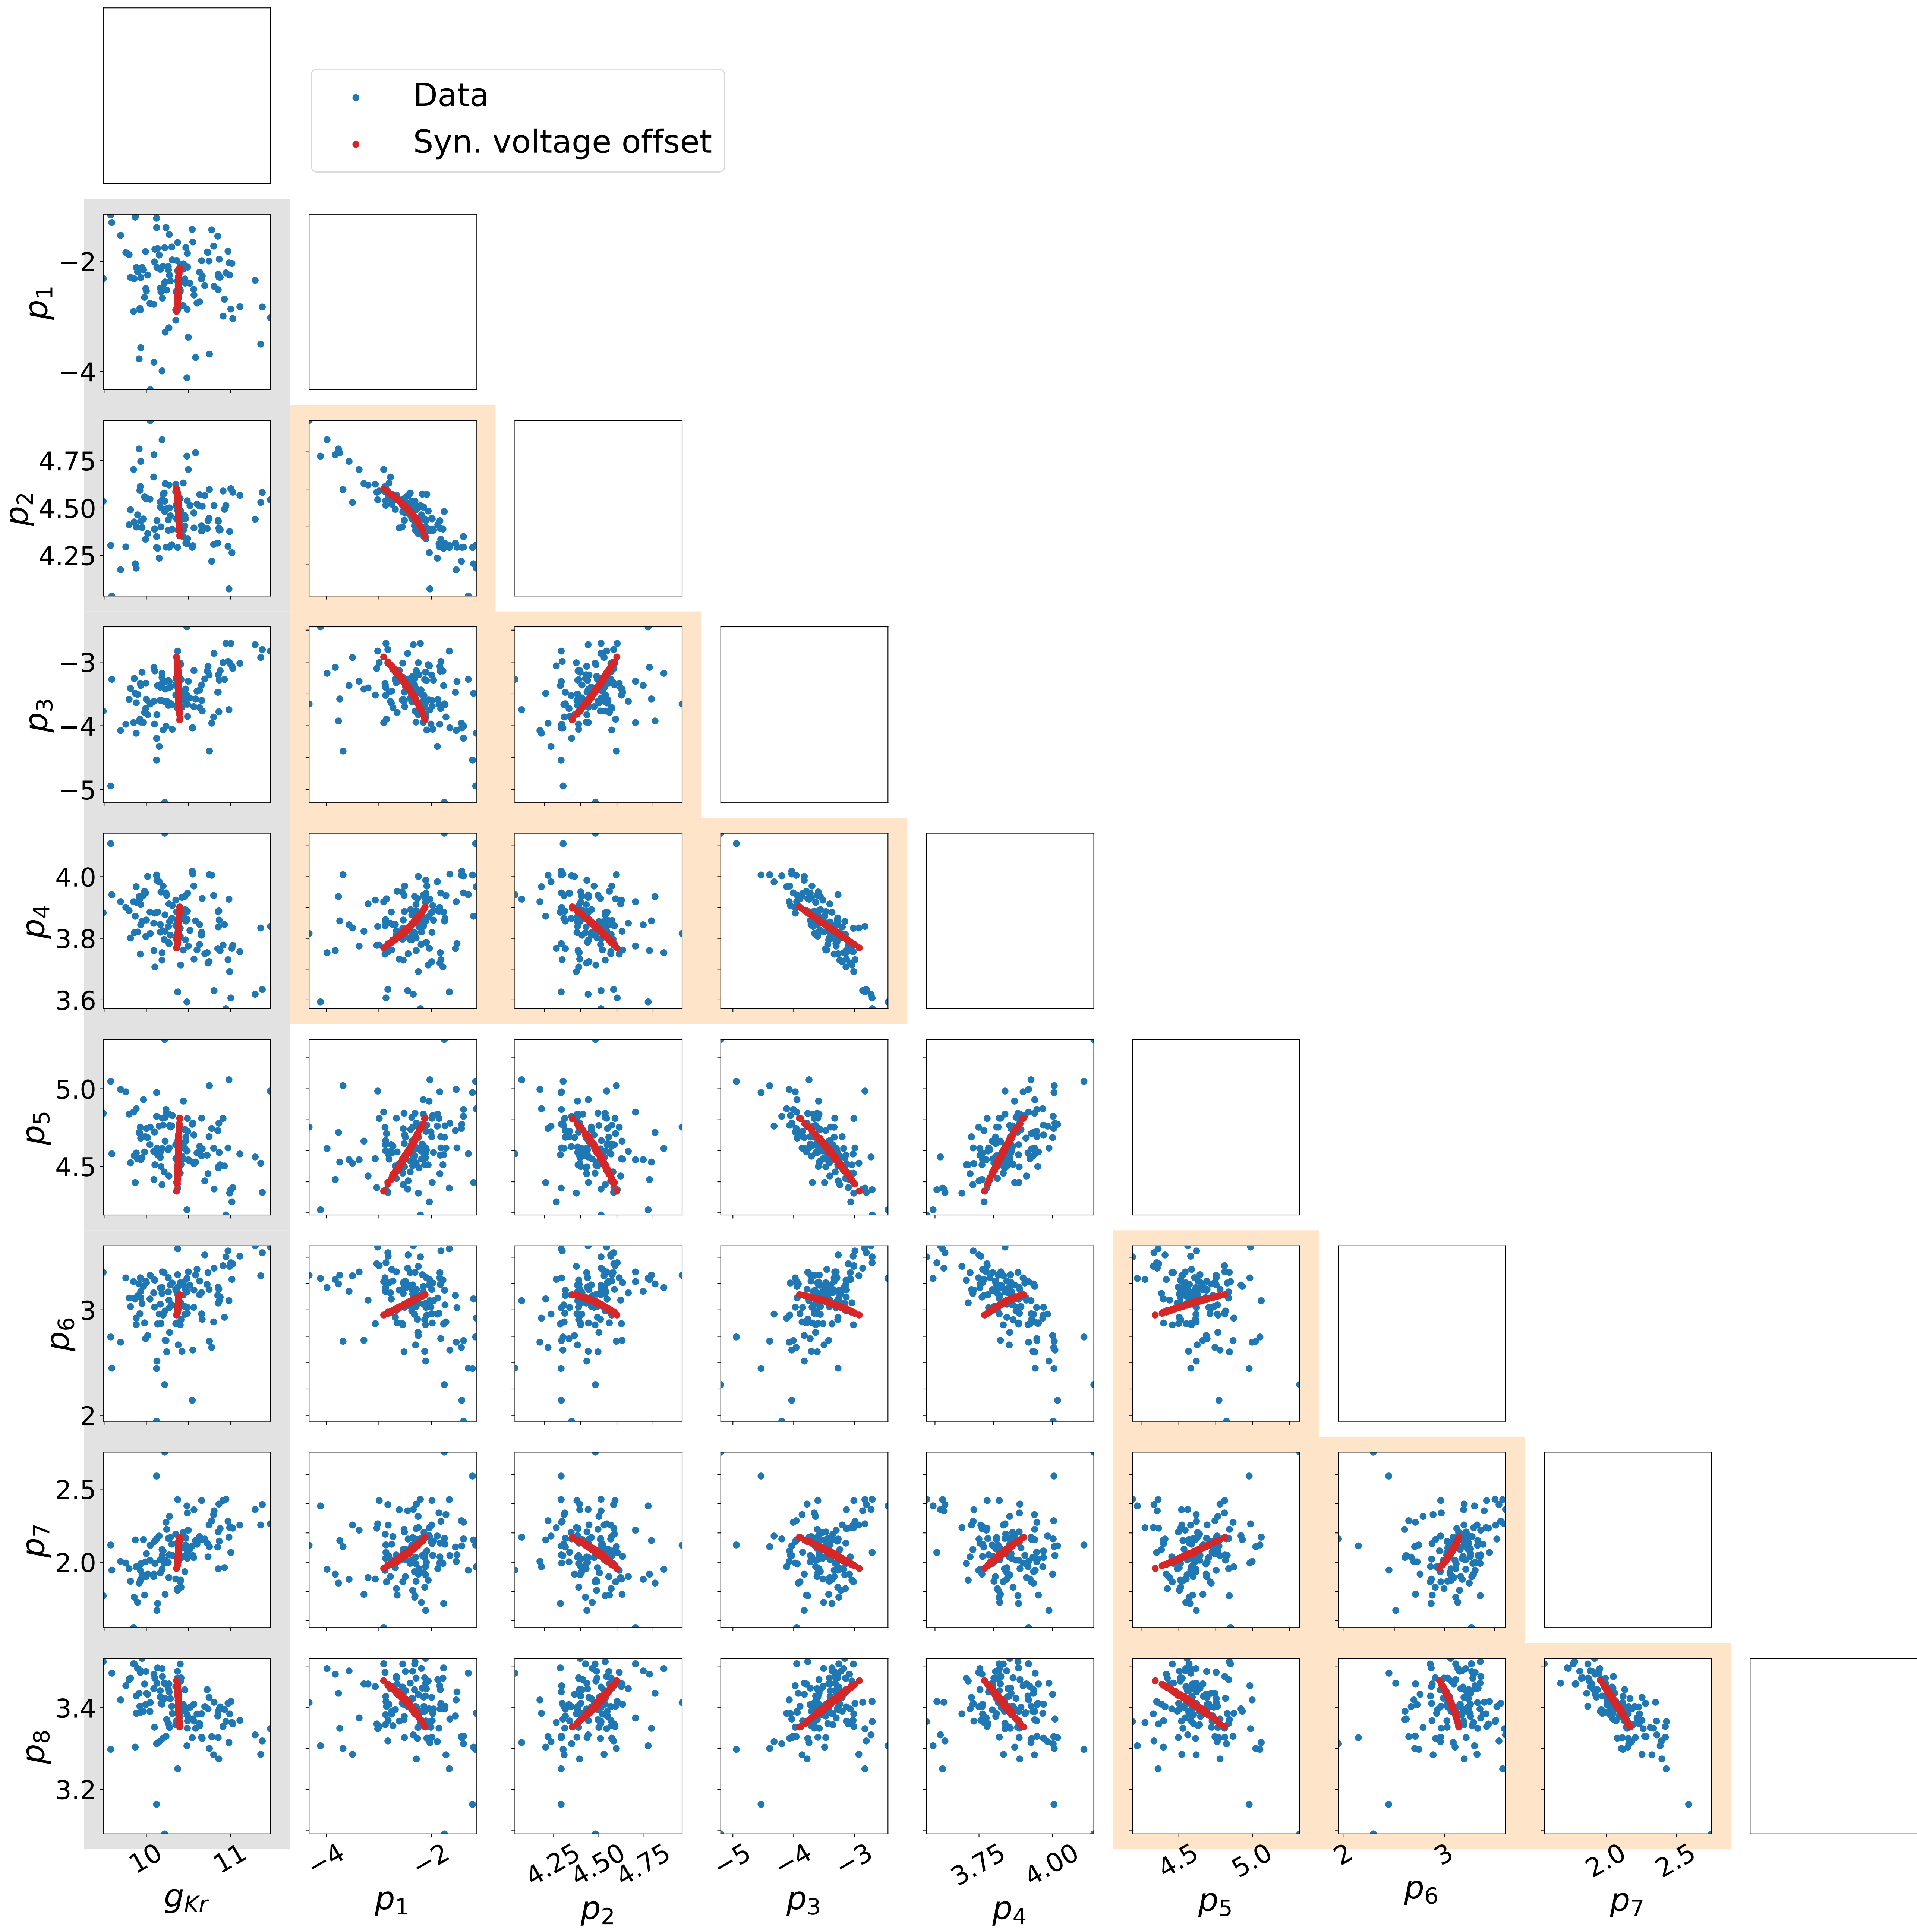 Data
Syn. voltage offset
−2
−4
p1
4.75
4.50
4.25
p2
−3
−4
−5
p3
4.0
3.8
3.6
p4
5.0
4.5
p5
3
2
p6
2.5
2.0
p7
3.4
3.2
p8
10 11 −4 −2 4.25 4.50 4.75 −5 −4 −3 3.75 4.00 4.5 5.0 2 3 2.0 2.5
gKr p1 p2 p3 p4 p5 p6 p7